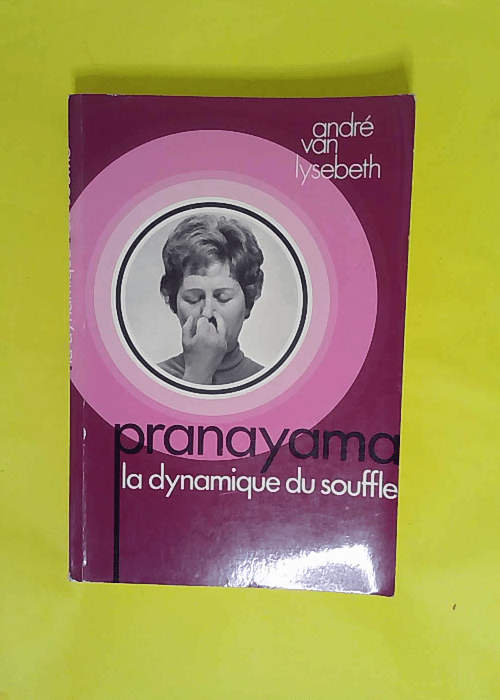 andré
van
lysebeth
pranayama
la dynamique du souffle